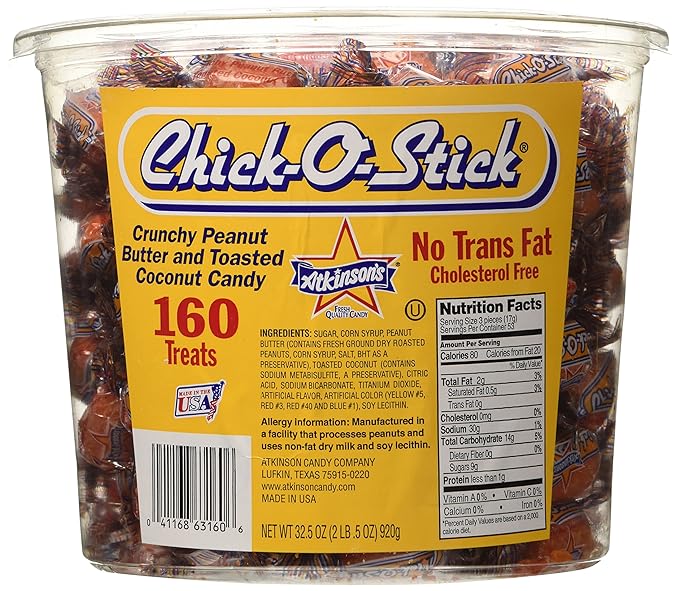 Chick-O-Stick®
Crunchy Peanut
Butter and Toasted
Coconut Candy
160
Treats
MADE IN THE
USA
Atkinson's®
FRESH
QUALITY CANDY
No Trans Fat
Cholesterol Free
U
INGREDIENTS: SUGAR, CORN SYRUP, PEANUT
BUTTER (CONTAINS FRESH GROUND DRY ROASTED
PEANUTS, CORN SYRUP, SALT, BHT AS A
PRESERVATIVE), TOASTED COCONUT (CONTAINS
SODIUM METABISULFITE, A PRESERVATIVE), CITRIC
ACID, SODIUM BICARBONATE, TITANIUM DIOXIDE,
ARTIFICIAL FLAVOR, ARTIFICIAL COLOR (YELLOW #5,
RED #3, RED #40 AND BLUE #1), SOY LECITHIN.
Allergy information: Manufactured in
a facility that processes peanuts and
uses non-fat dry milk and soy lecithin.
ATKINSON CANDY COMPANY
LUFKIN, TEXAS 75915-0220
www.atkinsoncandy.com
MADE IN USA
0 41168 63160 6
NET WT 32.5 OZ (2 LB .5 OZ) 920g
Nutrition Facts
Serving Size 3 pieces (17g)
Servings Per Container 53
Amount Per Serving
Calories 80 Calories from Fat 20
% Daily Value*
Total Fat 2g 3%
Saturated Fat 0.5g 3%
Trans Fat 0g
Cholesterol 0mg 0%
Sodium 30g 1%
Total Carbohydrate 14g 5%
Dietary Fiber 0g 0%
Sugars 9g
Protein less than 1g
Vitamin A 0% • Vitamin C 0%
Calcium 0% • Iron 0%
*Percent Daily Values are based on a 2,000
calorie diet.
Chick-O-Stick